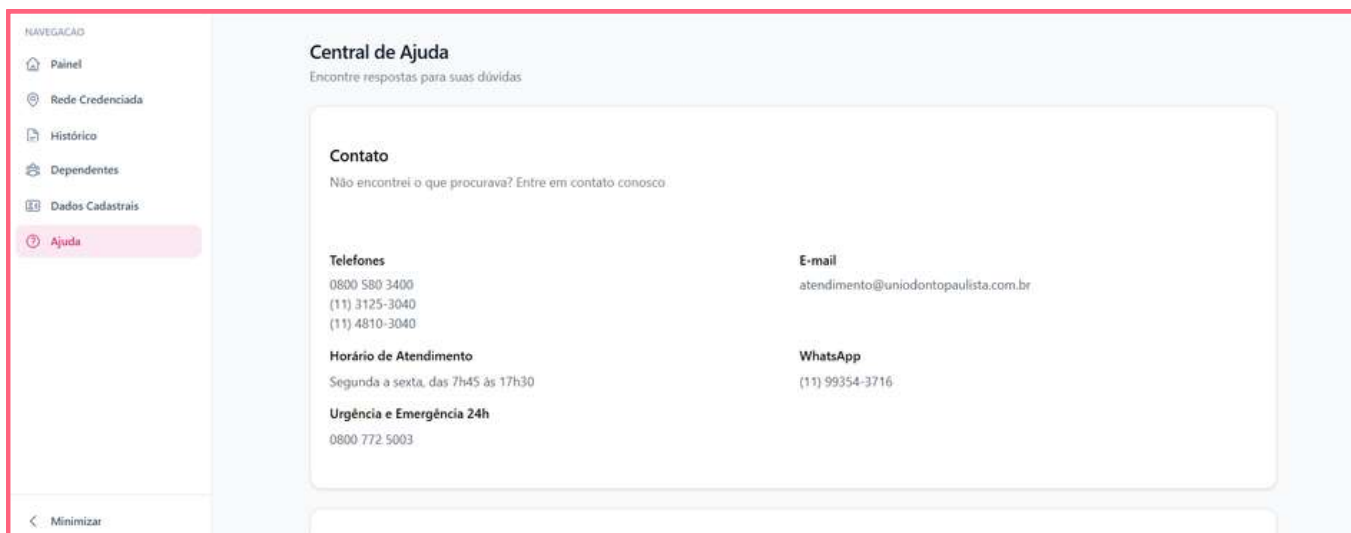 NAVEGACAO
Painel
Rede Credenciada
Histórico
Dependentes
Dados Cadastrais
Ajuda
Minimizar
Central de Ajuda
Encontre respostas para suas dúvidas
Contato
Não encontrei o que procurava? Entre em contato conosco
Telefones
0800 580 3400
(11) 3125-3040
(11) 4810-3040
E-mail
atendimento@uniodontopaulista.com.br
Horário de Atendimento
Segunda a sexta, das 7h45 às 17h30
WhatsApp
(11) 99354-3716
Urgência e Emergência 24h
0800 772 5003